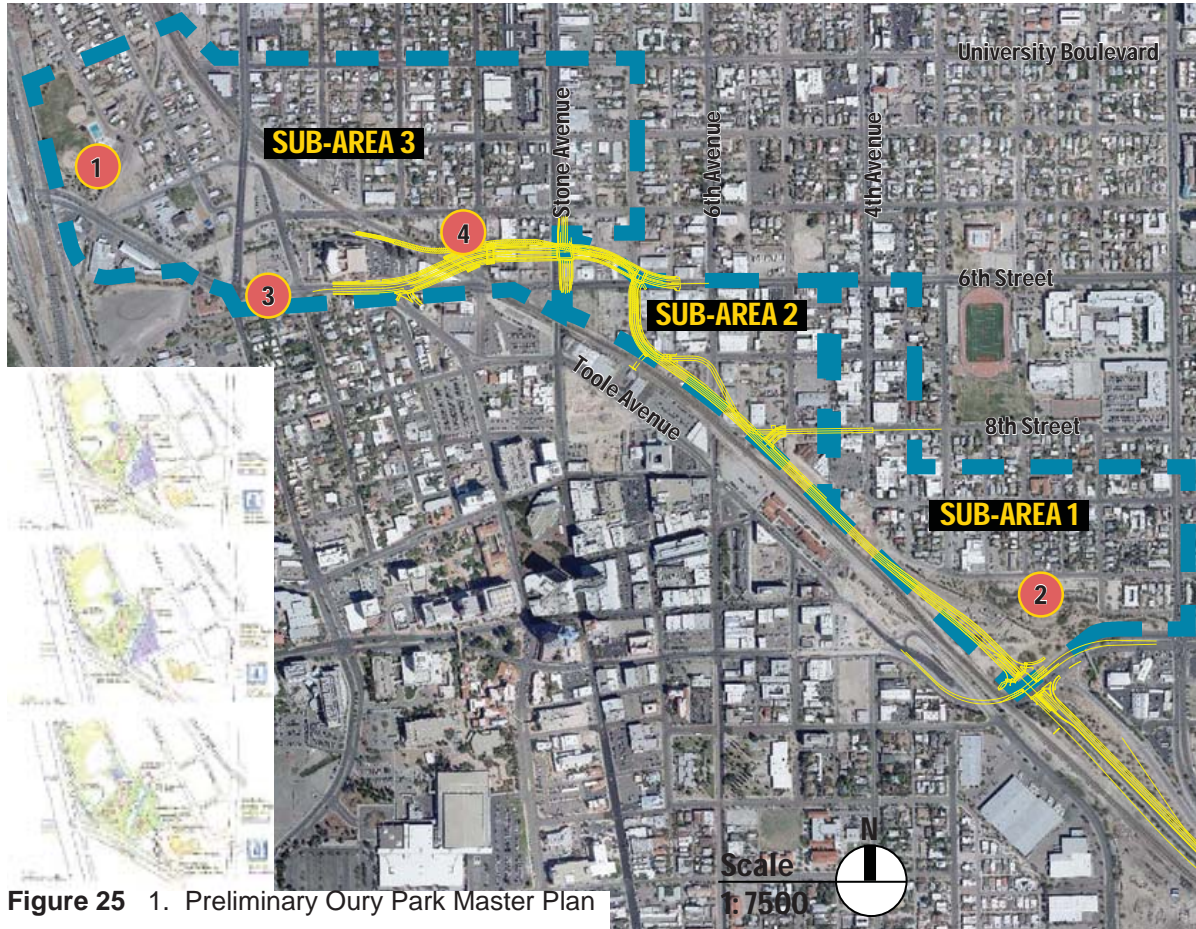 University Boulevard
SUB-AREA 3
1
Stone Avenue
6th Avenue
4th Avenue
4
3
6th Street
SUB-AREA 2
Toole Avenue
8th Street
SUB-AREA 1
2
N
Scale
1: 7500
Figure 25 1. Preliminary Oury Park Master Plan